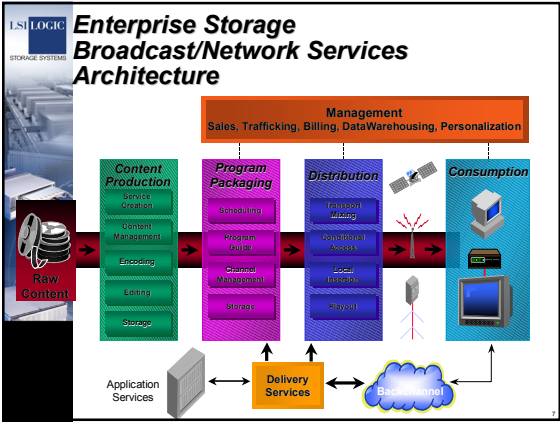 LSI LOGIC
STORAGE SYSTEMS
Enterprise Storage
Broadcast/Network Services
Architecture
Management
Sales, Trafficking, Billing, DataWarehousing, Personalization
Content
Production
Service
Creation
Content
Management
Encoding
Editing
Storage
Program
Packaging
Scheduling
Program
Guide
Channel
Management
Storage
Distribution
Transport
Mixing
Conditional
Access
Local
Insertion
Playout
Consumption
Raw
Content
Application
Services
Delivery
Services
Backchannel
7